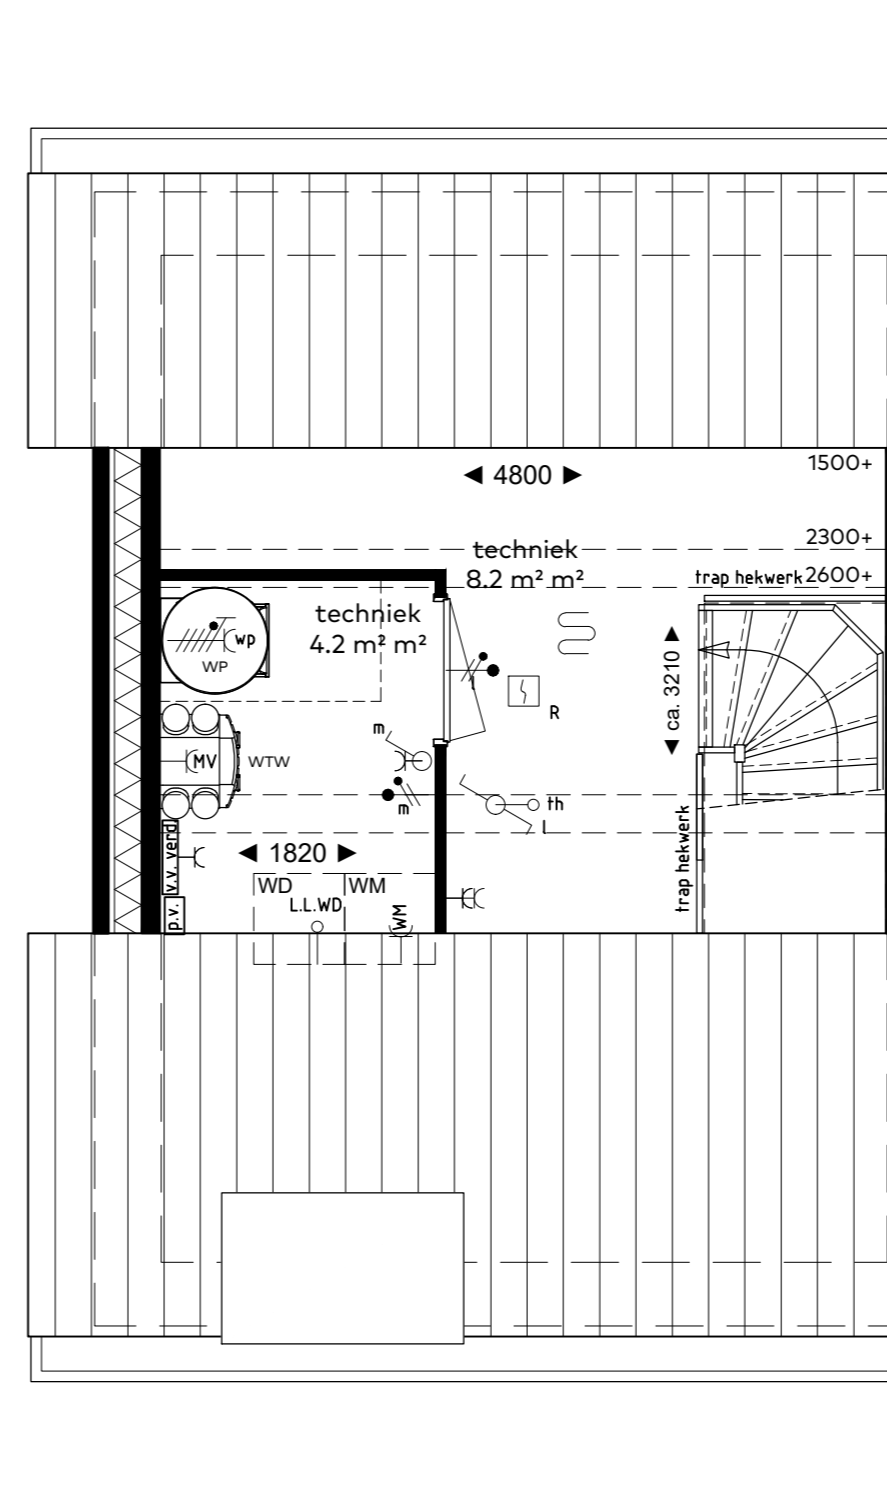 1500+
◄ 4800 ►
2300+
techniek
8.2 m² m²
trap hekwerk 2600+
techniek
4.2 m² m²
wp
WP
◄ ca. 3210 ►
R
m
MV
WTW
m
th
l
v.v. verd
◄ 1820 ►
trap hekwerk
WD
WM
L.L.WD
WM
p.v.